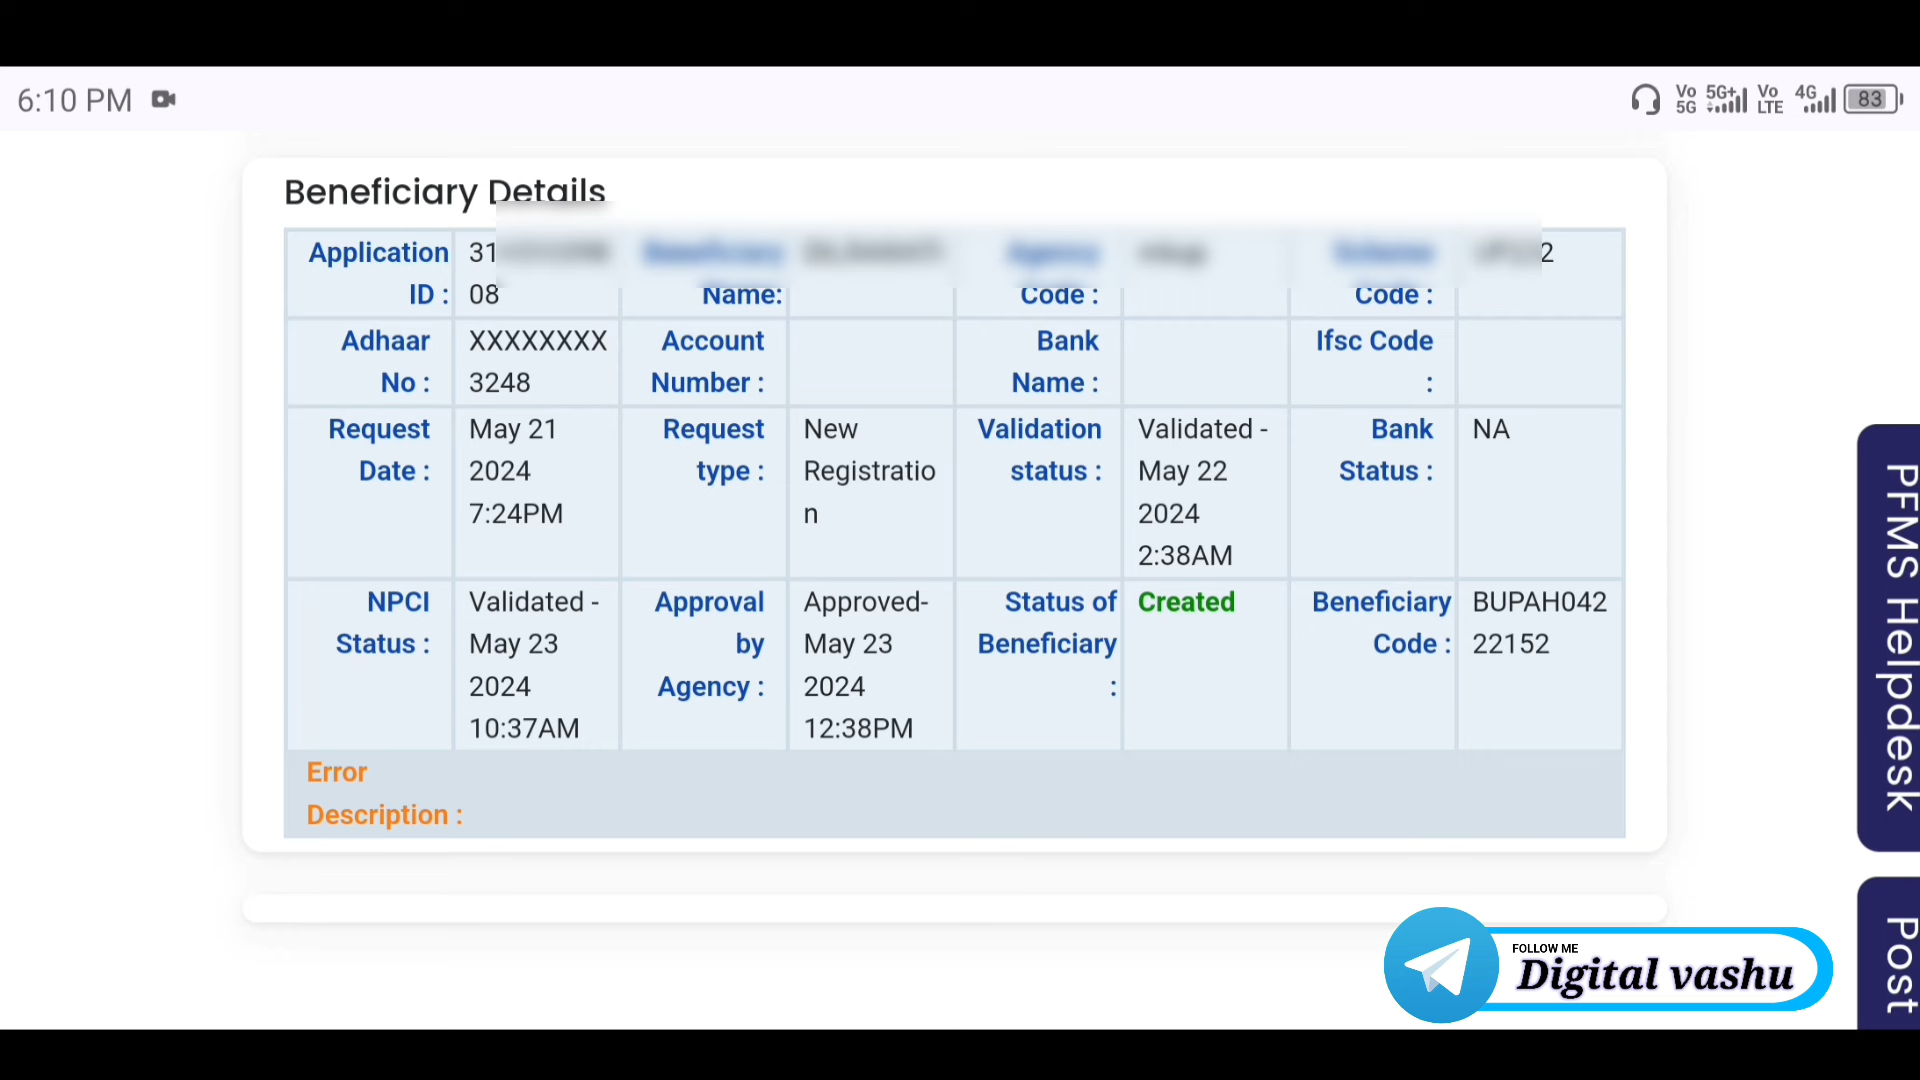 6:10 PM
Vo 5G 5G+ Vo LTE 4G 83
Beneficiary Details
Application ID :
31
08
Name:
Code :
Code :
2
Adhaar No :
XXXXXXXX
3248
Account Number :
Bank Name :
Ifsc Code :
Request Date :
May 21
2024
7:24PM
Request type :
New
Registratio
n
Validation status :
Validated -
May 22
2024
2:38AM
Bank Status :
NA
NPCI Status :
Validated -
May 23
2024
10:37AM
Approval by Agency :
Approved-
May 23
2024
12:38PM
Status of Beneficiary :
Created
Beneficiary Code :
BUPAH042
22152
Error
Description :
PFMS Helpdesk
Post
FOLLOW ME
Digital vashu